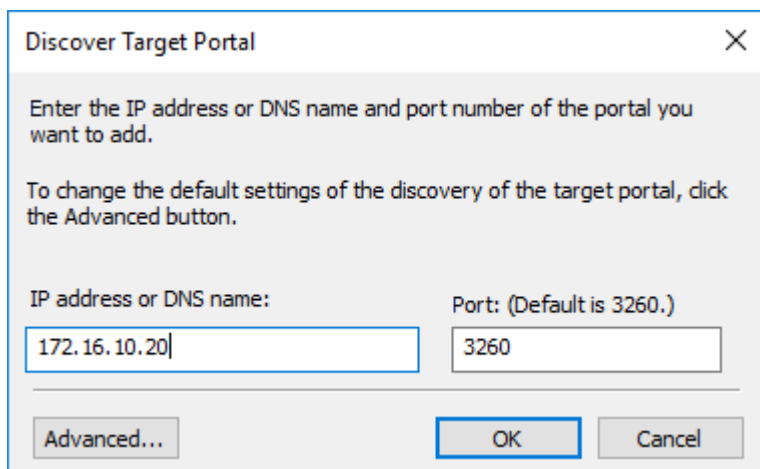 Discover Target Portal
Enter the IP address or DNS name and port number of the portal you
want to add.
To change the default settings of the discovery of the target portal, click
the Advanced button.
IP address or DNS name:
Port: (Default is 3260.)
172.16.10.20
3260
Advanced...
OK
Cancel